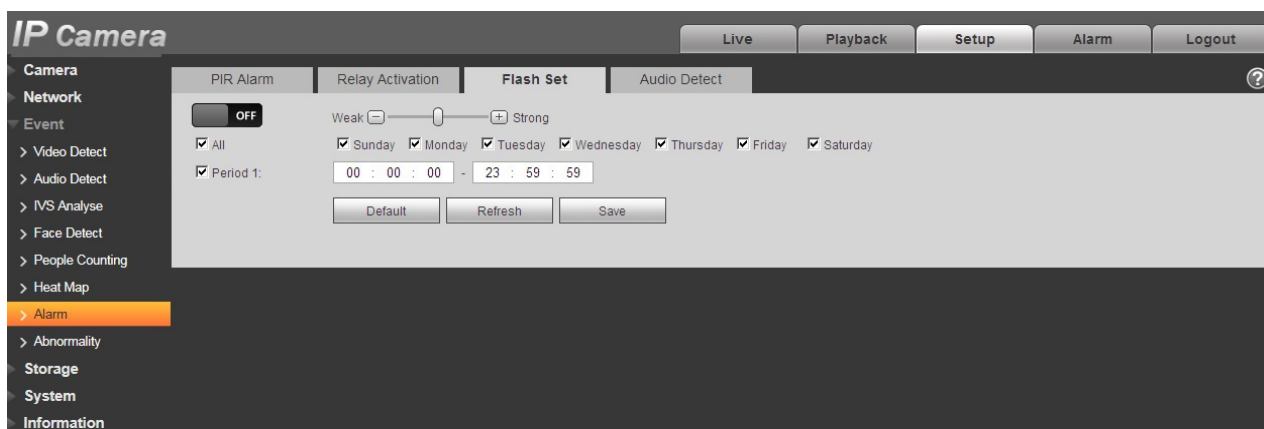 IP Camera
Live Playback Setup Alarm Logout
Camera
Network
Event
> Video Detect
> Audio Detect
> IVS Analyse
> Face Detect
> People Counting
> Heat Map
> Alarm
> Abnormality
Storage
System
Information
PIR Alarm Relay Activation Flash Set Audio Detect ?
OFF Weak - + Strong
All Sunday Monday Tuesday Wednesday Thursday Friday Saturday
Period 1: 00 : 00 : 00 - 23 : 59 : 59
Default Refresh Save